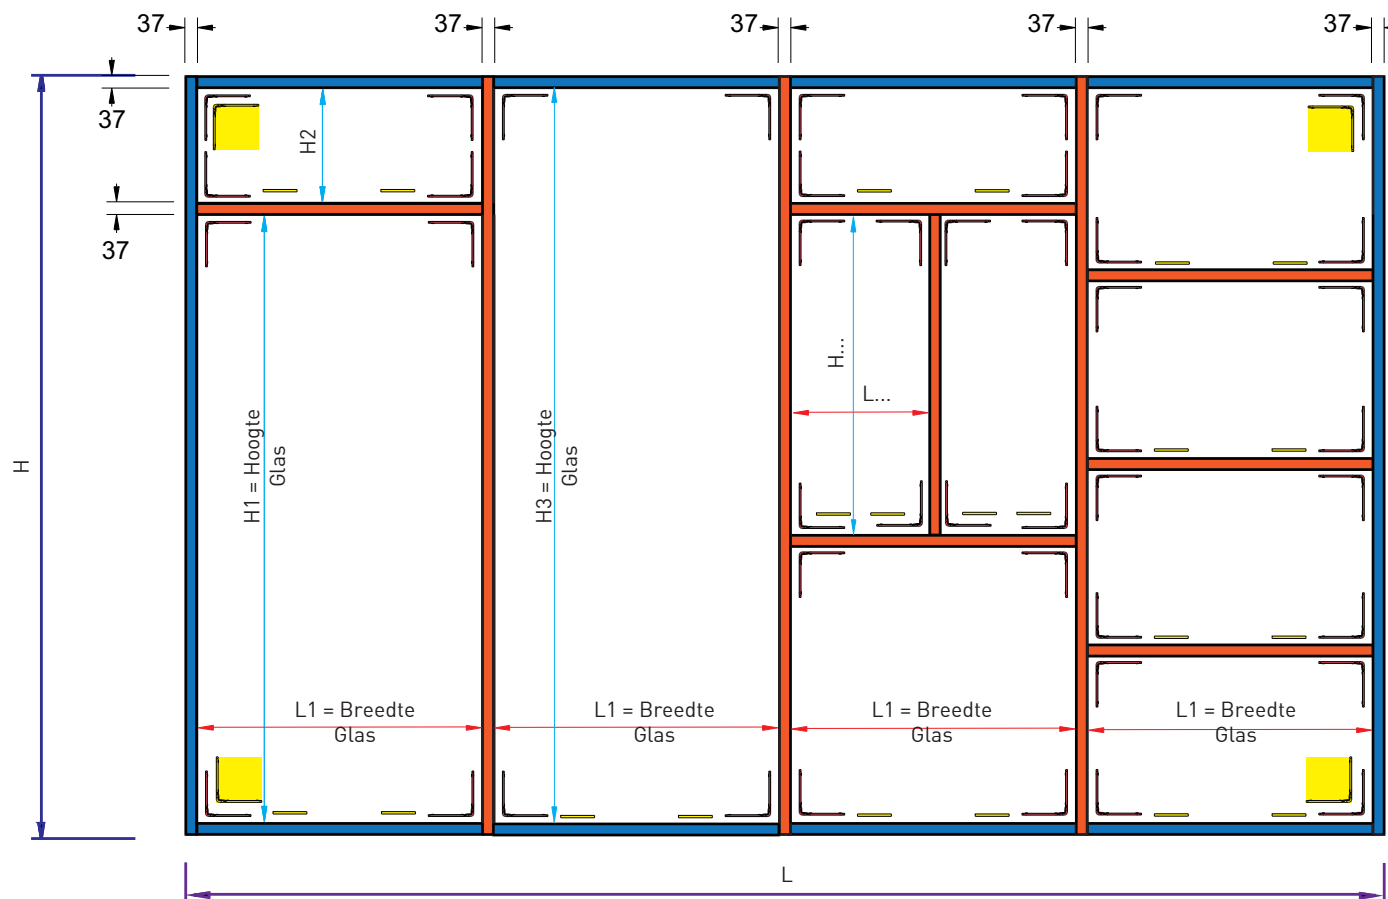 37
37
37
37
37
37
37
H
H2
H1 = Hoogte
Glas
H3 = Hoogte
Glas
H...
L...
L1 = Breedte
Glas
L1 = Breedte
Glas
L1 = Breedte
Glas
L1 = Breedte
Glas
L